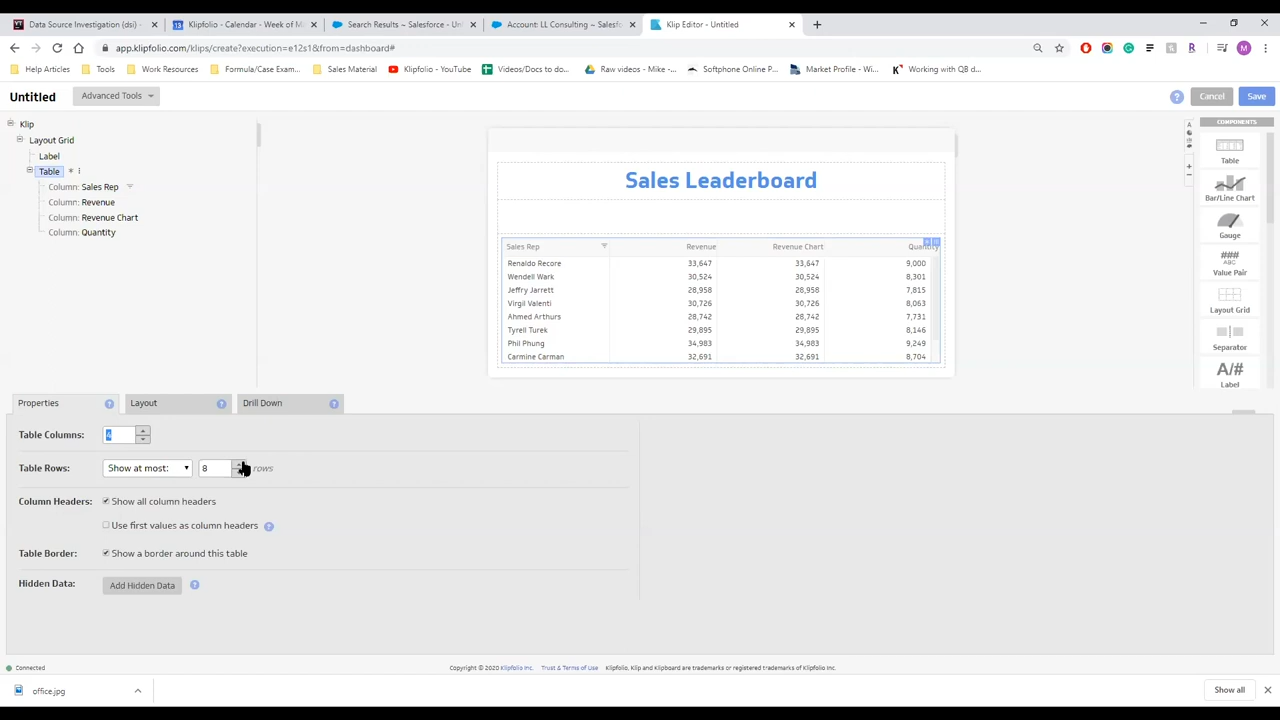 Data Source Investigation (dsi) -
Klipfolio - Calendar - Week of M
Search Results ~ Salesforce - Unl
Account: LL Consulting ~ Salesf
Klip Editor - Untitled
app.klipfolio.com/klips/create?execution=e12s1&from=dashboard#
Help Articles
Tools
Work Resources
Formula/Case Exam...
Sales Material
Klipfolio - YouTube
Videos/Docs to do...
Raw videos - Mike -...
Softphone Online P...
Market Profile - Wi...
Working with QB d...
Untitled
Advanced Tools
Cancel
Save
Klip
Layout Grid
Label
Table
Column: Sales Rep
Column: Revenue
Column: Revenue Chart
Column: Quantity
Sales Leaderboard
Sales Rep Revenue Revenue Chart Quantity
Renaldo Recore 33,647 33,647 9,000
Wendell Wark 30,524 30,524 8,301
Jeffry Jarrett 28,958 28,958 7,815
Virgil Valenti 30,726 30,726 8,063
Ahmed Arthurs 28,742 28,742 7,731
Tyrell Turek 29,895 29,895 8,146
Phil Phung 34,983 34,983 9,249
Carmine Carman 32,691 32,691 8,704
COMPONENTS
Table
Bar/Line Chart
Gauge
Value Pair
Layout Grid
Separator
A/#
Label
Properties
Layout
Drill Down
Table Columns: 4
Table Rows: Show at most: 8 rows
Column Headers: Show all column headers
Use first values as column headers
Table Border: Show a border around this table
Hidden Data: Add Hidden Data
Connected
Copyright © 2020 Klipfolio Inc. Trust & Terms of Use Klipfolio, Klip and Klipboard are trademarks or registered trademarks of Klipfolio Inc.
office.jpg
Show all